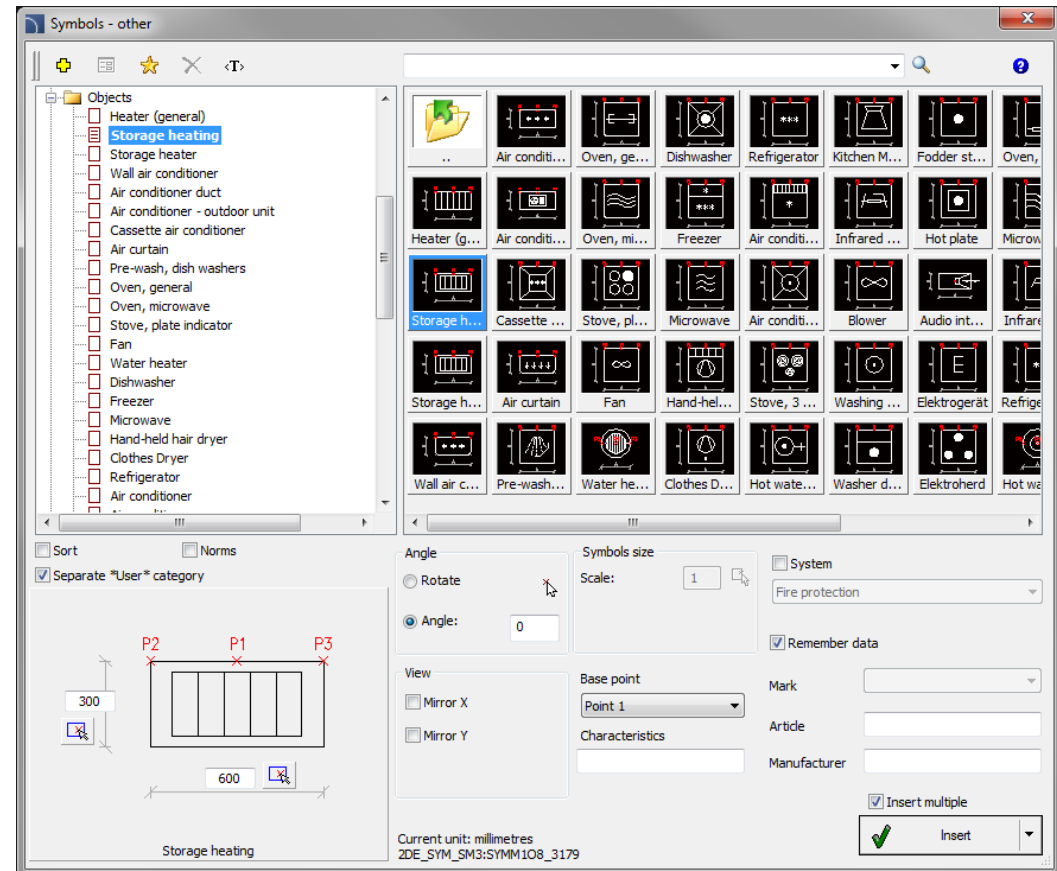 Symbols - other
<T>
Objects
Heater (general)
Storage heating
Storage heater
Wall air conditioner
Air conditioner duct
Air conditioner - outdoor unit
Cassette air conditioner
Air curtain
Pre-wash, dish washers
Oven, general
Oven, microwave
Stove, plate indicator
Fan
Water heater
Dishwasher
Freezer
Microwave
Hand-held hair dryer
Clothes Dryer
Refrigerator
Air conditioner
.. Air conditi... Oven, ge... Dishwasher Refrigerator Kitchen M... Fodder st... Oven,
Heater (g... Air conditi... Oven, mi... Freezer Air conditi... Infrared ... Hot plate Microw
Storage h... Cassette ... Stove, pl... Microwave Air conditi... Blower Audio int... Infrare
E
Storage h... Air curtain Fan Hand-hel... Stove, 3 ... Washing ... Elektrogerät Refrige
Wall air c... Pre-wash... Water he... Clothes D... Hot wate... Washer d... Elektroherd Hot wa
Sort Norms
Separate *User* category
P2 P1 P3
300
600
Storage heating
Angle
Rotate
Angle: 0
View
Mirror X
Mirror Y
Symbols size
Scale: 1
Base point
Point 1
Characteristics
System
Fire protection
Remember data
Mark
Article
Manufacturer
Insert multiple
Insert
Current unit: millimetres
2DE_SYM_SM3:SYMM1O8_3179